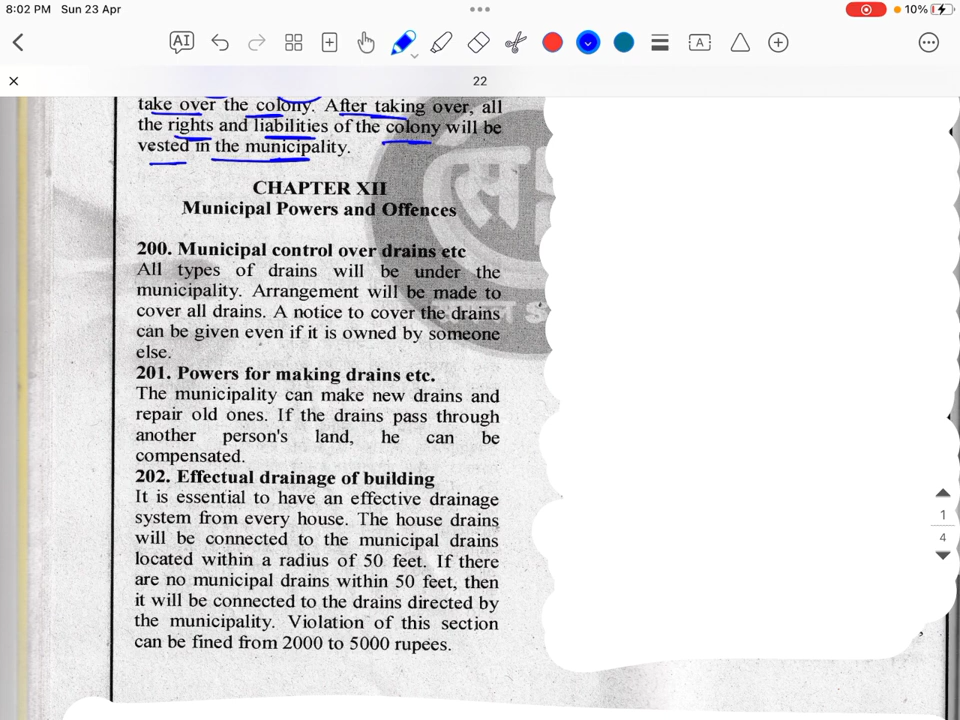 8:02 PM Sun 23 Apr
10%
AI
A
22
take over the colony. After taking over, all
the rights and liabilities of the colony will be
vested in the municipality.
CHAPTER XII
Municipal Powers and Offences
200. Municipal control over drains etc
All types of drains will be under the
municipality. Arrangement will be made to
cover all drains. A notice to cover the drains
can be given even if it is owned by someone
else.
201. Powers for making drains etc.
The municipality can make new drains and
repair old ones. If the drains pass through
another person's land, he can be
compensated.
202. Effectual drainage of building
It is essential to have an effective drainage
system from every house. The house drains
will be connected to the municipal drains
located within a radius of 50 feet. If there
are no municipal drains within 50 feet, then
it will be connected to the drains directed by
the municipality. Violation of this section
can be fined from 2000 to 5000 rupees.
1
4